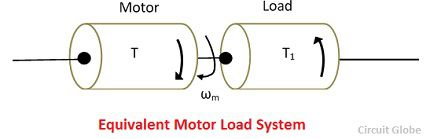 Motor
Load
T
T₁
ωₘ
Equivalent Motor Load System
Circuit Globe